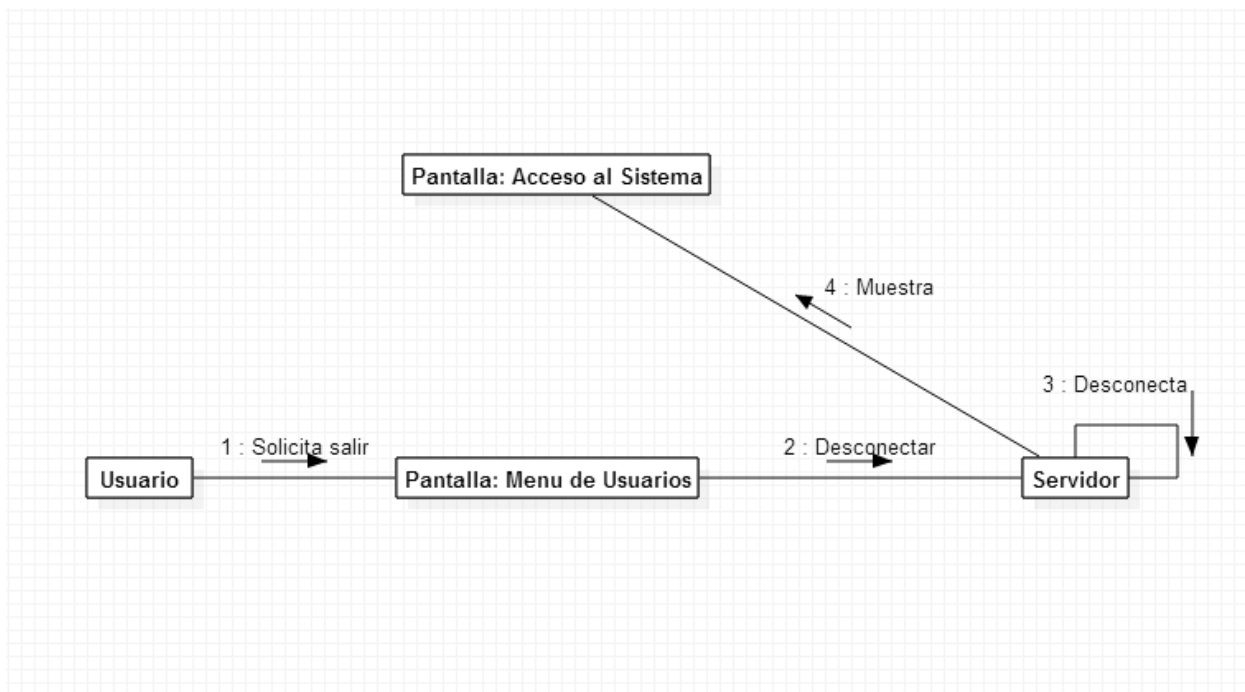 Pantalla: Acceso al Sistema
4 : Muestra
3 : Desconecta
1 : Solicita salir
2 : Desconectar
Usuario
Pantalla: Menu de Usuarios
Servidor